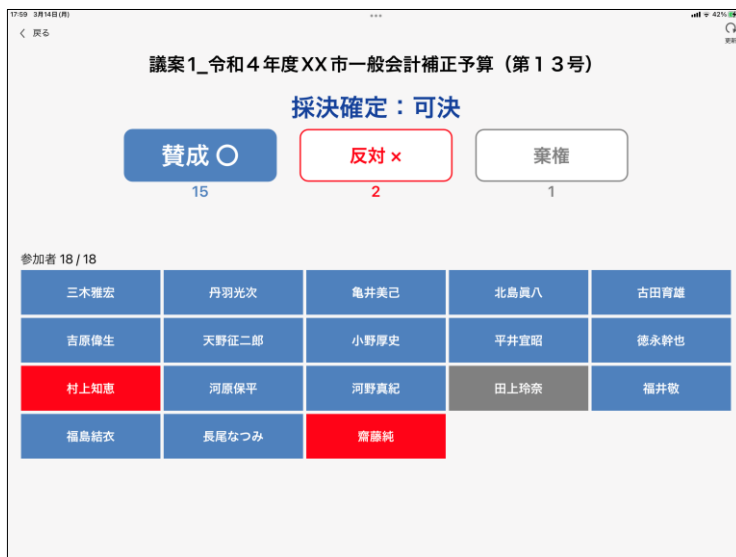 17:59 3月14日(月) ••• 42%
く 戻る
更新
議案1_令和４年度XX市一般会計補正予算（第１３号）
採決確定：可決
賛成 〇 反対 × 棄権
15 2 1
参加者 18 / 18
三木雅宏 丹羽光次 亀井美己 北島眞八 古田育雄
吉原偉生 天野征二郎 小野厚史 平井宜昭 徳永幹也
村上知恵 河原保平 河野真紀 田上玲奈 福井敬
福島結衣 長尾なつみ 齋藤純